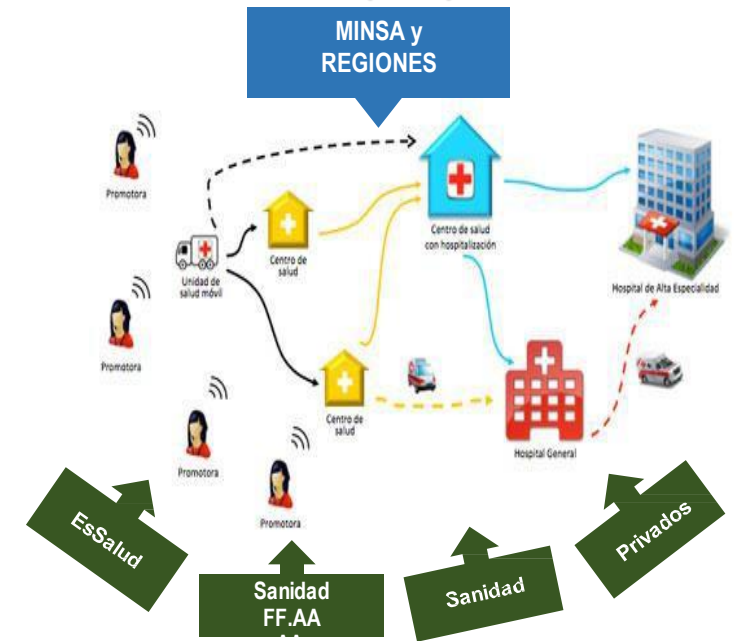 MINSA y
REGIONES
Promotora
Unidad de
salud móvil
Centro de
salud
Centro de salud
con hospitalización
Hospital de Alta Especialidad
Promotora
Centro de
salud
Hospital General
Promotora
Promotora
EsSalud
Sanidad
FF.AA
Sanidad
Privados